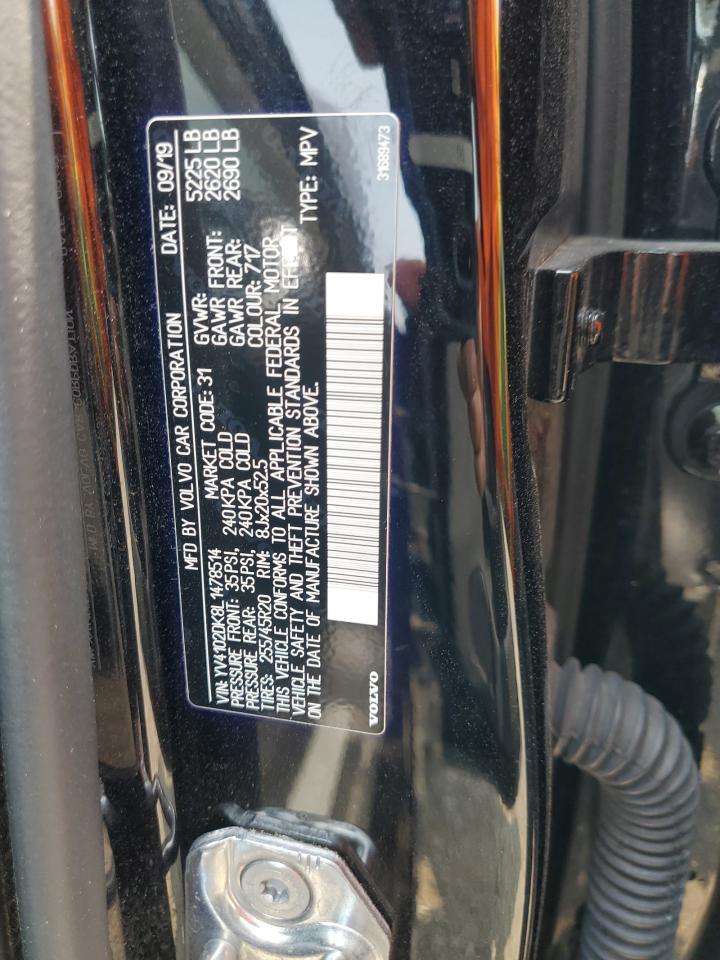 MFD BY VOLVO CAR CORPORATION DATE: 09/19
VIN: YV41020K8L1478514 MARKET CODE: 31 GVWR: 5225 LB
PRESSURE FRONT: 35PSI, 240KPA COLD GAWR FRONT: 2620 LB
PRESSURE REAR: 35PSI, 240KPA COLD GAWR REAR: 2690 LB
TIRES: 255/45R20 RIM: 8Jx20x52.5 COLOUR: 717
THIS VEHICLE CONFORMS TO ALL APPLICABLE FEDERAL MOTOR
VEHICLE SAFETY AND THEFT PREVENTION STANDARDS IN EFFECT
ON THE DATE OF MANUFACTURE SHOWN ABOVE. TYPE: MPV
VOLVO 31689473